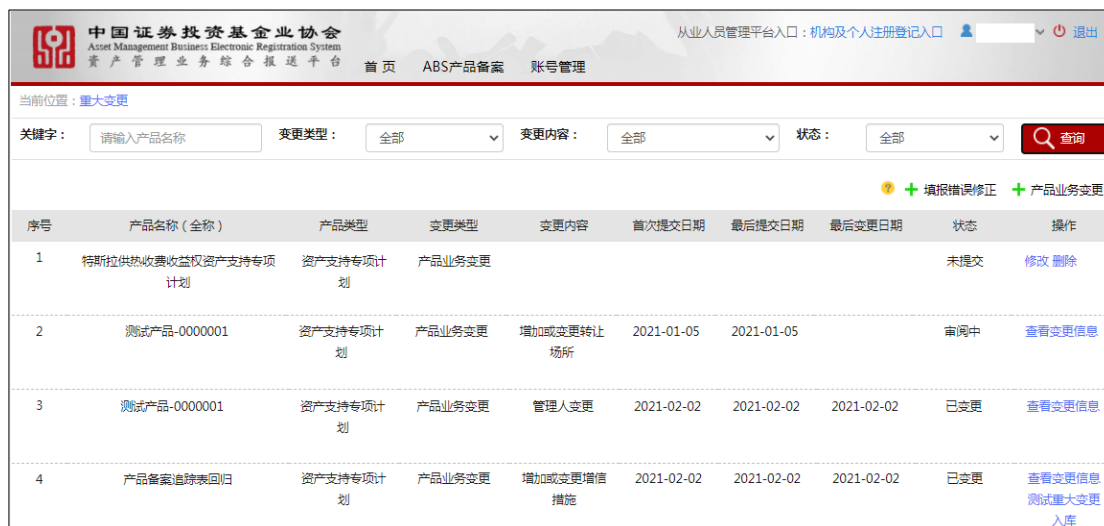 中国证券投资基金业协会
Asset Management Business Electronic Registration System
资产管理业务综合报送平台
从业人员管理平台入口：机构及个人注册登记入口 退出
首页 ABS产品备案 账号管理
当前位置：重大变更
关键字： 请输入产品名称 变更类型： 全部 变更内容： 全部 状态： 全部 查询
? 填报错误修正 产品业务变更
序号 产品名称（全称） 产品类型 变更类型 变更内容 首次提交日期 最后提交日期 最后变更日期 状态 操作
1 特斯拉供热收费收益权资产支持专项 资产支持专项计 产品业务变更 未提交 修改 删除
计划 划
2 测试产品-0000001 资产支持专项计 产品业务变更 增加或变更转让 2021-01-05 2021-01-05 审阅中 查看变更信息
划 场所
3 测试产品-0000001 资产支持专项计 产品业务变更 管理人变更 2021-02-02 2021-02-02 2021-02-02 已变更 查看变更信息
划
4 产品备案追踪表回归 资产支持专项计 产品业务变更 增加或变更增信 2021-02-02 2021-02-02 2021-02-02 已变更 查看变更信息
划 措施 测试重大变更
入库